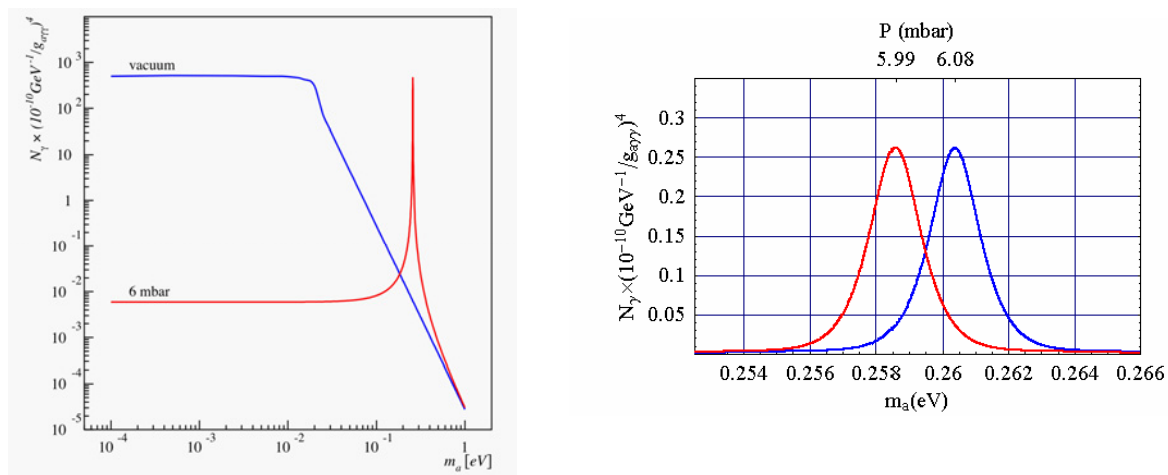 N_γ × (10^-10 GeV^-1/g_aγγ)^4
10^3
10^2
10
1
10^-1
10^-2
10^-3
10^-4
10^-5
vacuum
6 mbar
10^-4
10^-3
10^-2
10^-1
1
m_a [eV]
P (mbar)
5.99 6.08
N_γ×(10^-10 GeV^-1/g_aγγ)^4
0.3
0.25
0.2
0.15
0.1
0.05
0.254 0.256 0.258 0.26 0.262 0.264 0.266
m_a(eV)